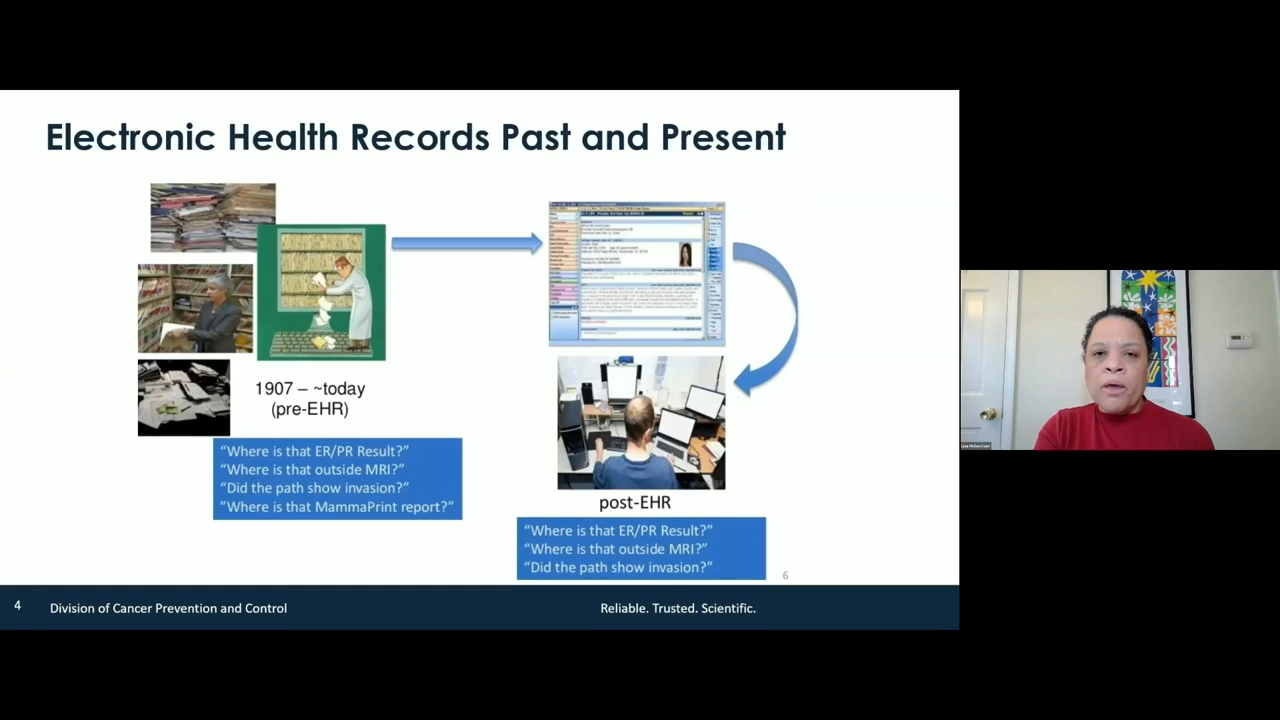 Electronic Health Records Past and Present
1907 – ~today
(pre-EHR)
“Where is that ER/PR Result?”
“Where is that outside MRI?”
“Did the path show invasion?”
”Where is that MammaPrint report?”
post-EHR
“Where is that ER/PR Result?”
“Where is that outside MRI?”
“Did the path show invasion?”
6
4
Division of Cancer Prevention and Control
Reliable. Trusted. Scientific.